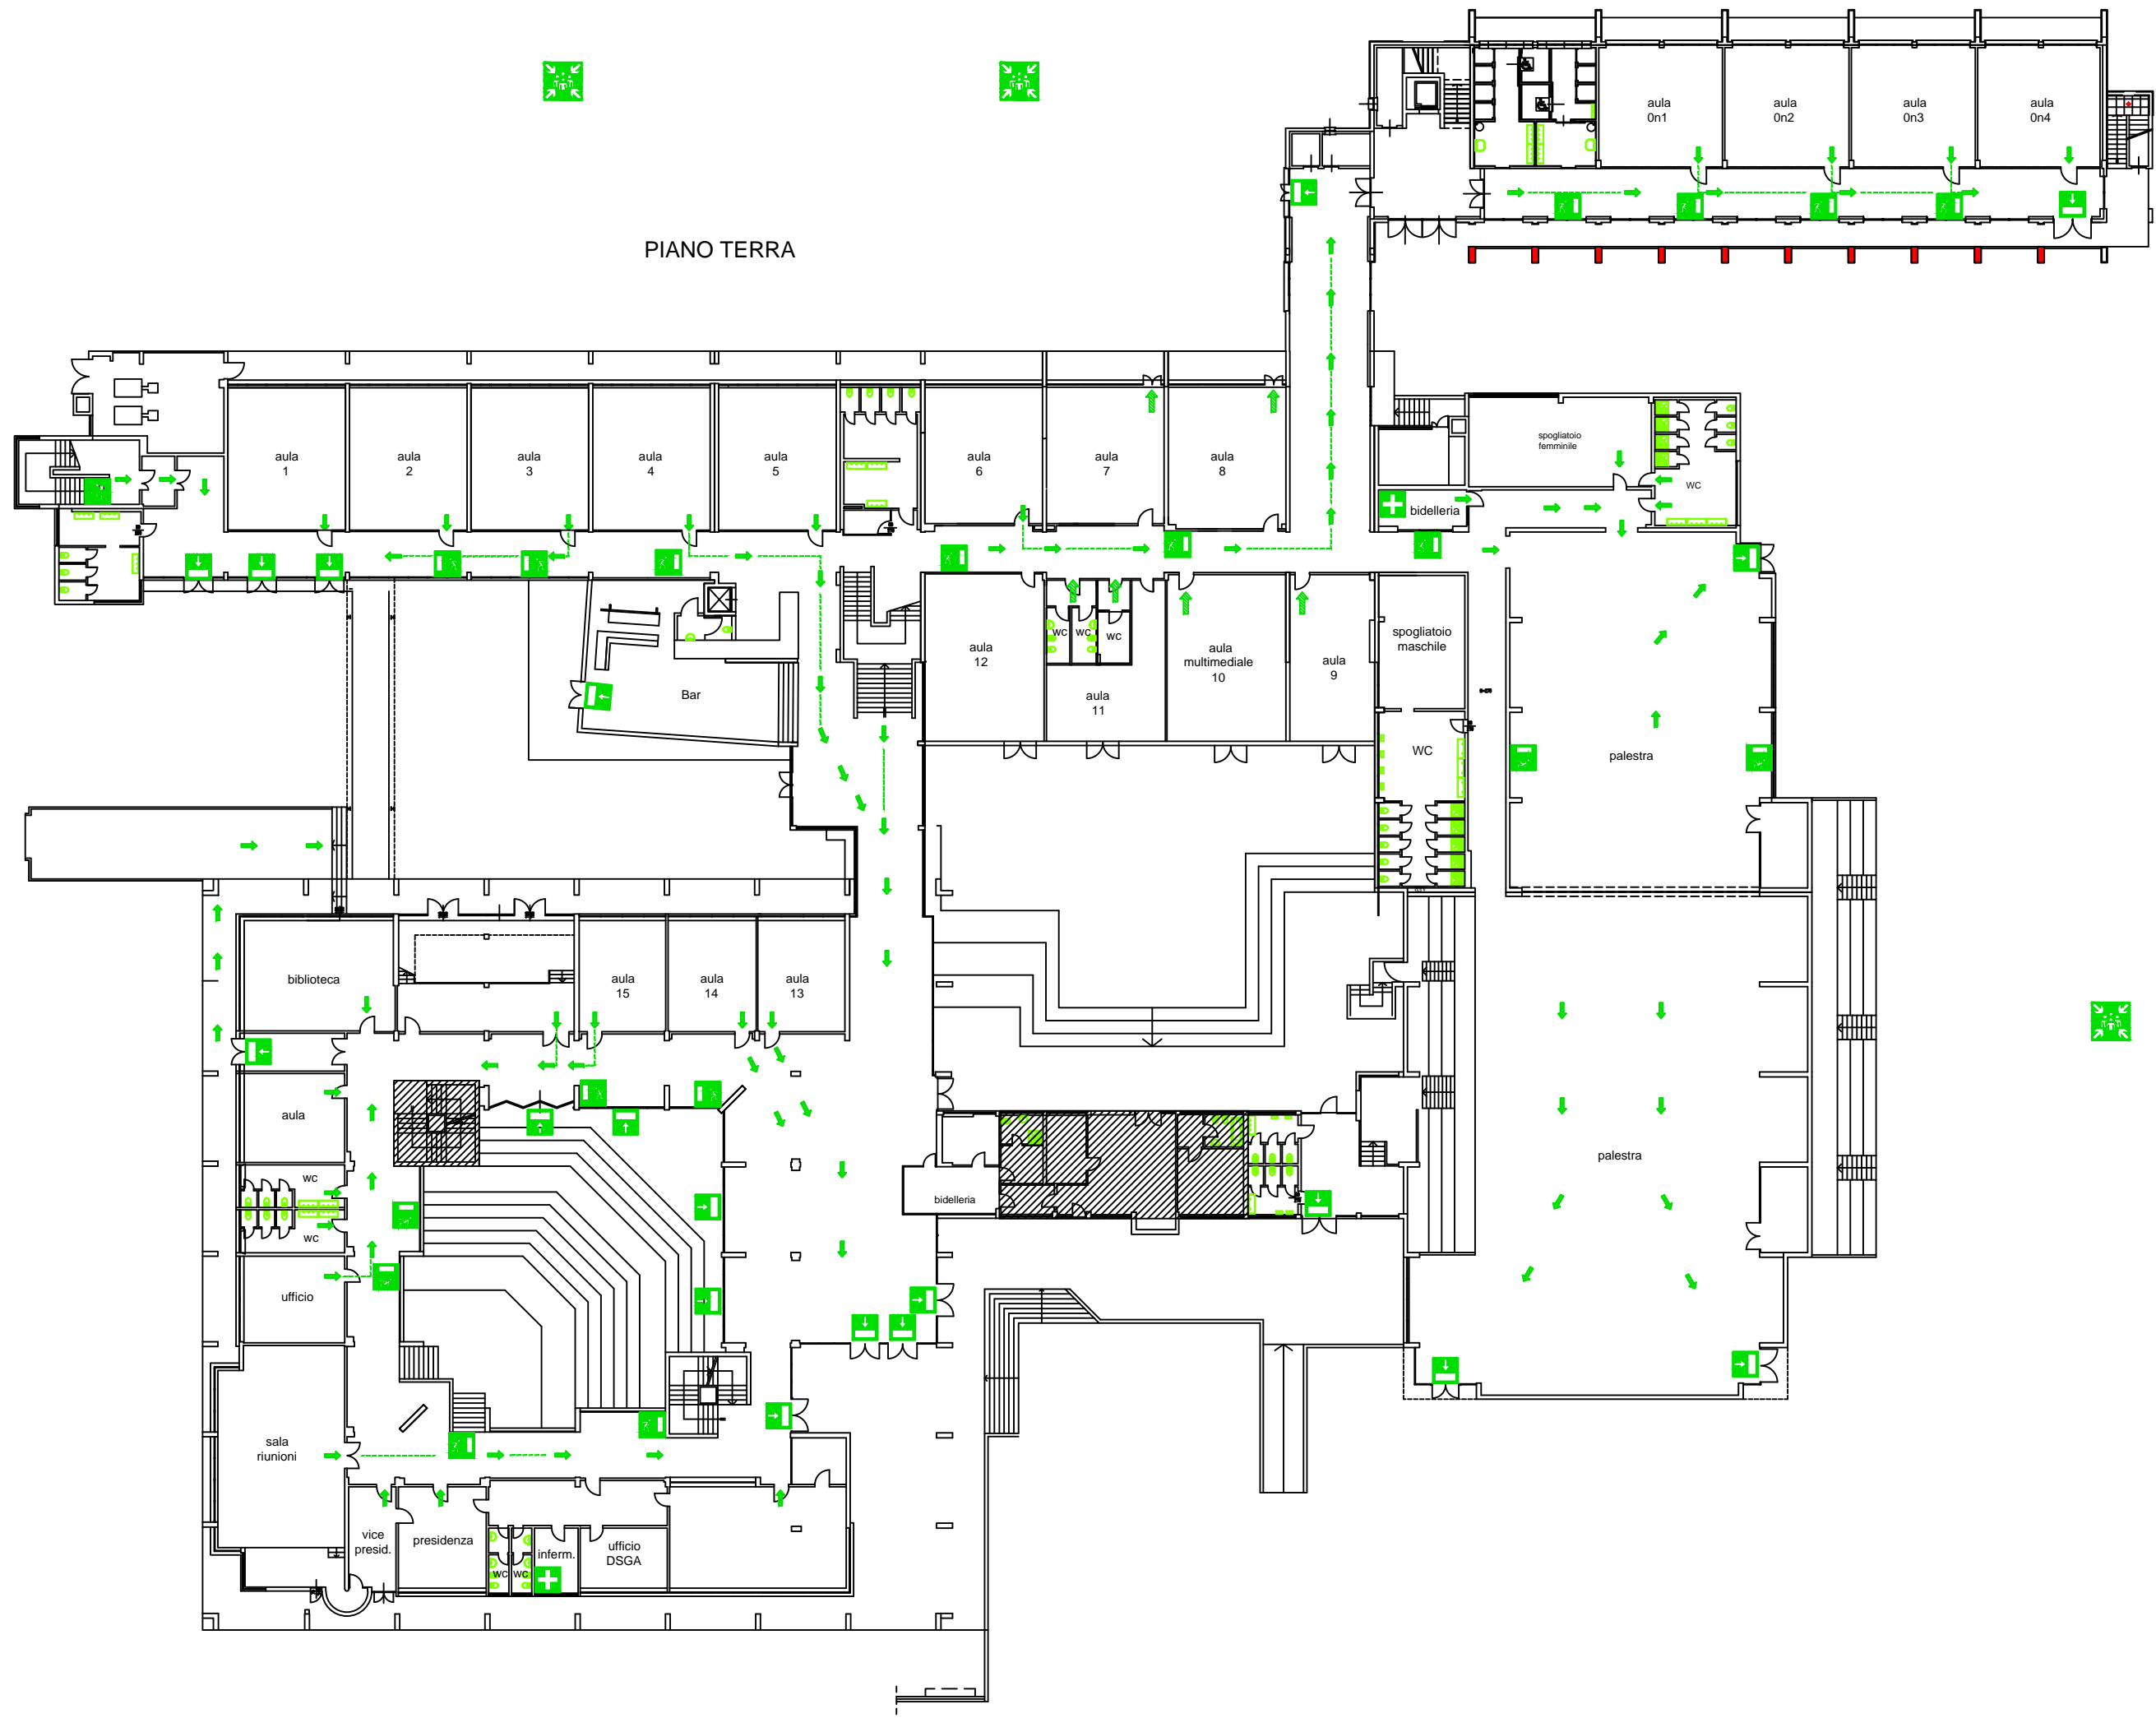 aula
0n1
aula
0n2
aula
0n3
aula
0n4
PIANO TERRA
aula
1
aula
2
aula
3
aula
4
aula
5
aula
6
aula
7
aula
8
spogliatoio
femminile
wc
bidelleria
aula
12
wc
wc
wc
aula
11
aula
multimediale
10
aula
9
spogliatoio
maschile
Bar
WC
palestra
biblioteca
aula
15
aula
14
aula
13
aula
wc
wc
bidelleria
palestra
ufficio
sala
riunioni
vice
presid.
presidenza
wc
wc
inferm.
ufficio
DSGA